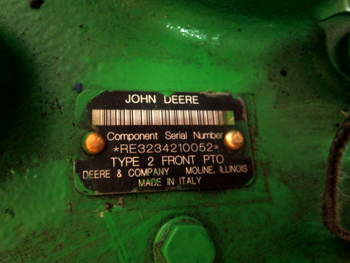 JOHN DEERE
Component Serial Number
*RE3234210052*
TYPE 2 FRONT PTO
DEERE & COMPANY MOLINE, ILLINOIS
MADE IN ITALY